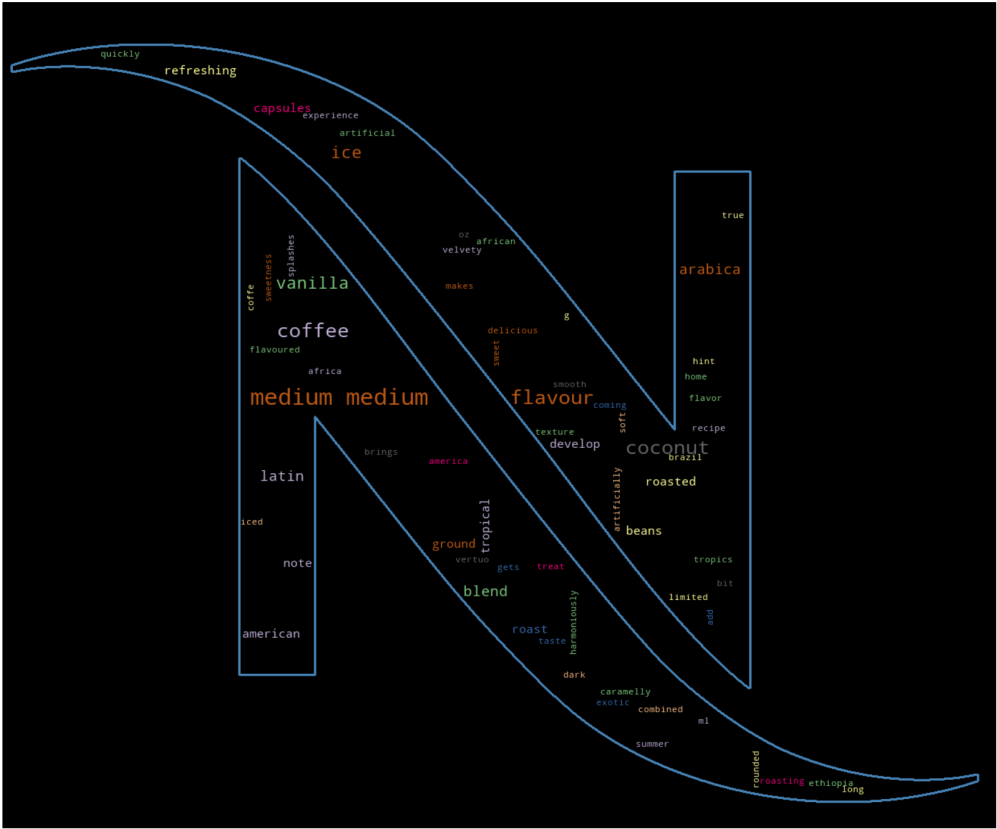 quickly
refreshing
capsules
experience
artificial
ice
true
oz
african
velvety
splashes
sweetness
arabica
vanilla
makes
coffe
g
coffee
delicious
flavoured
sweet
hint
africa
home
smooth
medium medium
flavour
flavor
coming
soft
recipe
texture
develop
coconut
brings
brazil
america
latin
roasted
artificially
iced
tropical
beans
ground
vertuo
tropics
note
gets
treat
bit
blend
limited
harmoniously
add
roast
american
taste
dark
caramelly
exotic
combined
ml
summer
rounded
roasting
ethiopia
long